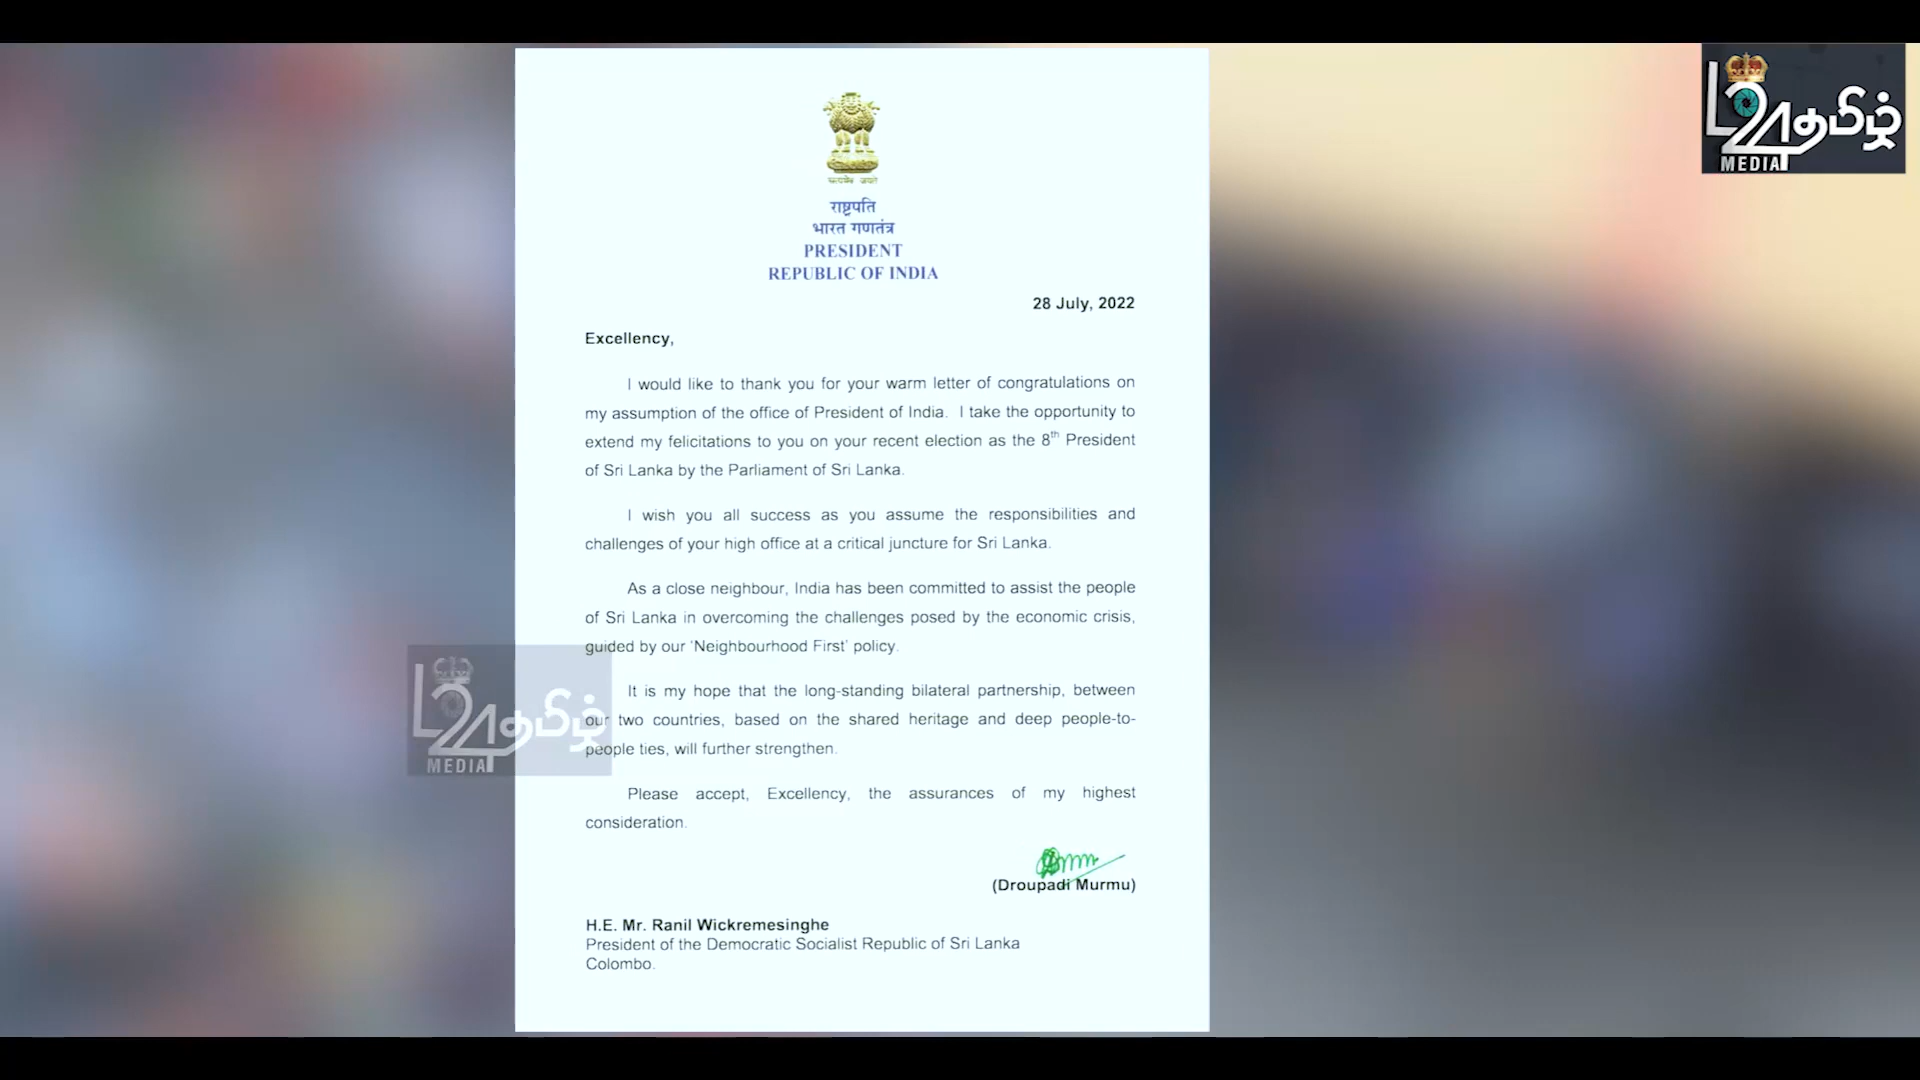 L24தமிழ்
MEDIA
सत्यमेव जयते
राष्ट्रपति
भारत गणतंत्र
PRESIDENT
REPUBLIC OF INDIA
28 July, 2022
Excellency,
I would like to thank you for your warm letter of congratulations on
my assumption of the office of President of India. I take the opportunity to
extend my felicitations to you on your recent election as the 8th President
of Sri Lanka by the Parliament of Sri Lanka.
I wish you all success as you assume the responsibilities and
challenges of your high office at a critical juncture for Sri Lanka.
As a close neighbour, India has been committed to assist the people
of Sri Lanka in overcoming the challenges posed by the economic crisis,
guided by our ‘Neighbourhood First’ policy.
It is my hope that the long-standing bilateral partnership, between
our two countries, based on the shared heritage and deep people-to-
people ties, will further strengthen.
L24தமிழ்
MEDIA
Please accept, Excellency, the assurances of my highest
consideration.
(Droupadi Murmu)
H.E. Mr. Ranil Wickremesinghe
President of the Democratic Socialist Republic of Sri Lanka
Colombo.